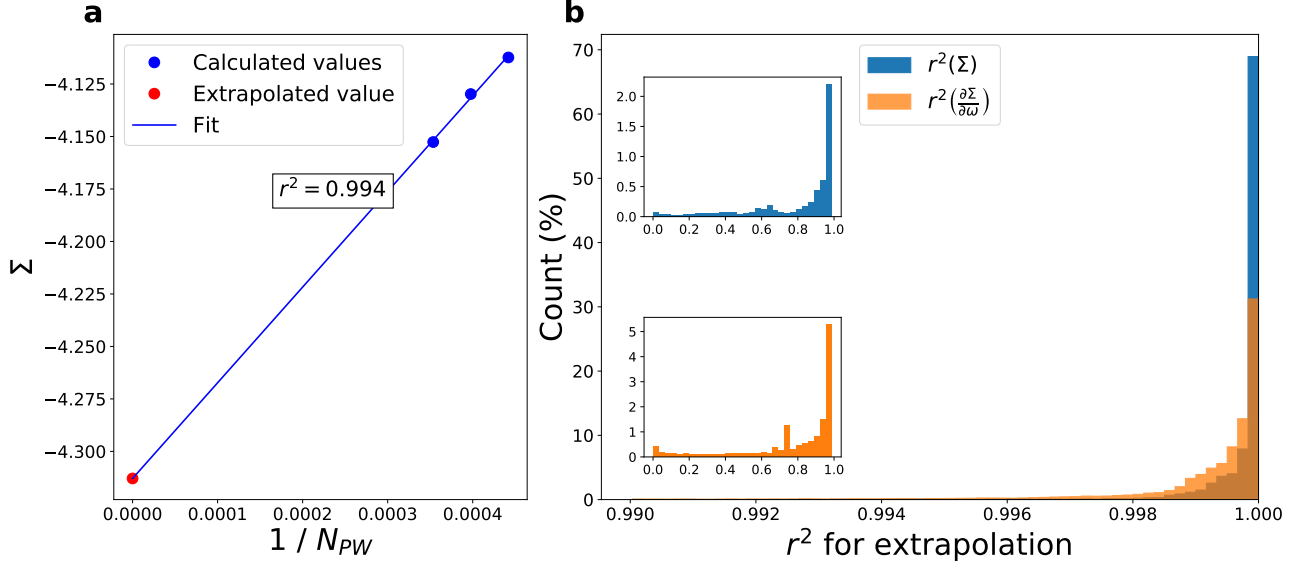 a
Calculated values
Extrapolated value
Fit
r² = 0.994
−4.125
−4.150
−4.175
−4.200
−4.225
−4.250
−4.275
−4.300
Σ
0.0000
0.0001
0.0002
0.0003
0.0004
1 / N_PW
b
r²(Σ)
r²(∂Σ/∂ω)
70
60
50
40
30
20
10
0
Count (%)
2.0
1.5
1.0
0.5
0.0
0.0 0.2 0.4 0.6 0.8 1.0
5
4
3
2
1
0
0.0 0.2 0.4 0.6 0.8 1.0
0.990 0.992 0.994 0.996 0.998 1.000
r² for extrapolation